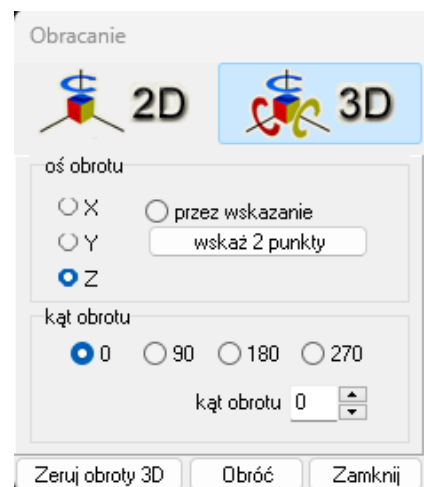 Obracanie
2D 3D
oś obrotu
X przez wskazanie
Y wskaż 2 punkty
Z
kąt obrotu
0 90 180 270
kąt obrotu 0
Zeruj obroty 3D Obróć Zamknij